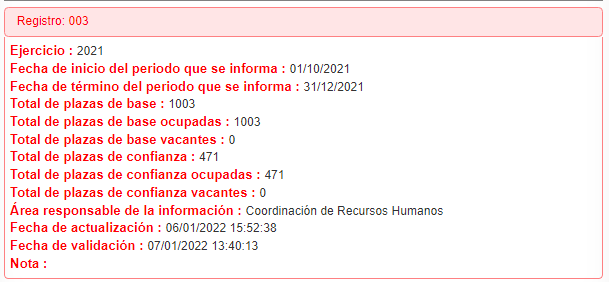 Registro: 003
Ejercicio : 2021
Fecha de inicio del periodo que se informa : 01/10/2021
Fecha de término del periodo que se informa : 31/12/2021
Total de plazas de base : 1003
Total de plazas de base ocupadas : 1003
Total de plazas de base vacantes : 0
Total de plazas de confianza : 471
Total de plazas de confianza ocupadas : 471
Total de plazas de confianza vacantes : 0
Área responsable de la información : Coordinación de Recursos Humanos
Fecha de actualización : 06/01/2022 15:52:38
Fecha de validación : 07/01/2022 13:40:13
Nota :